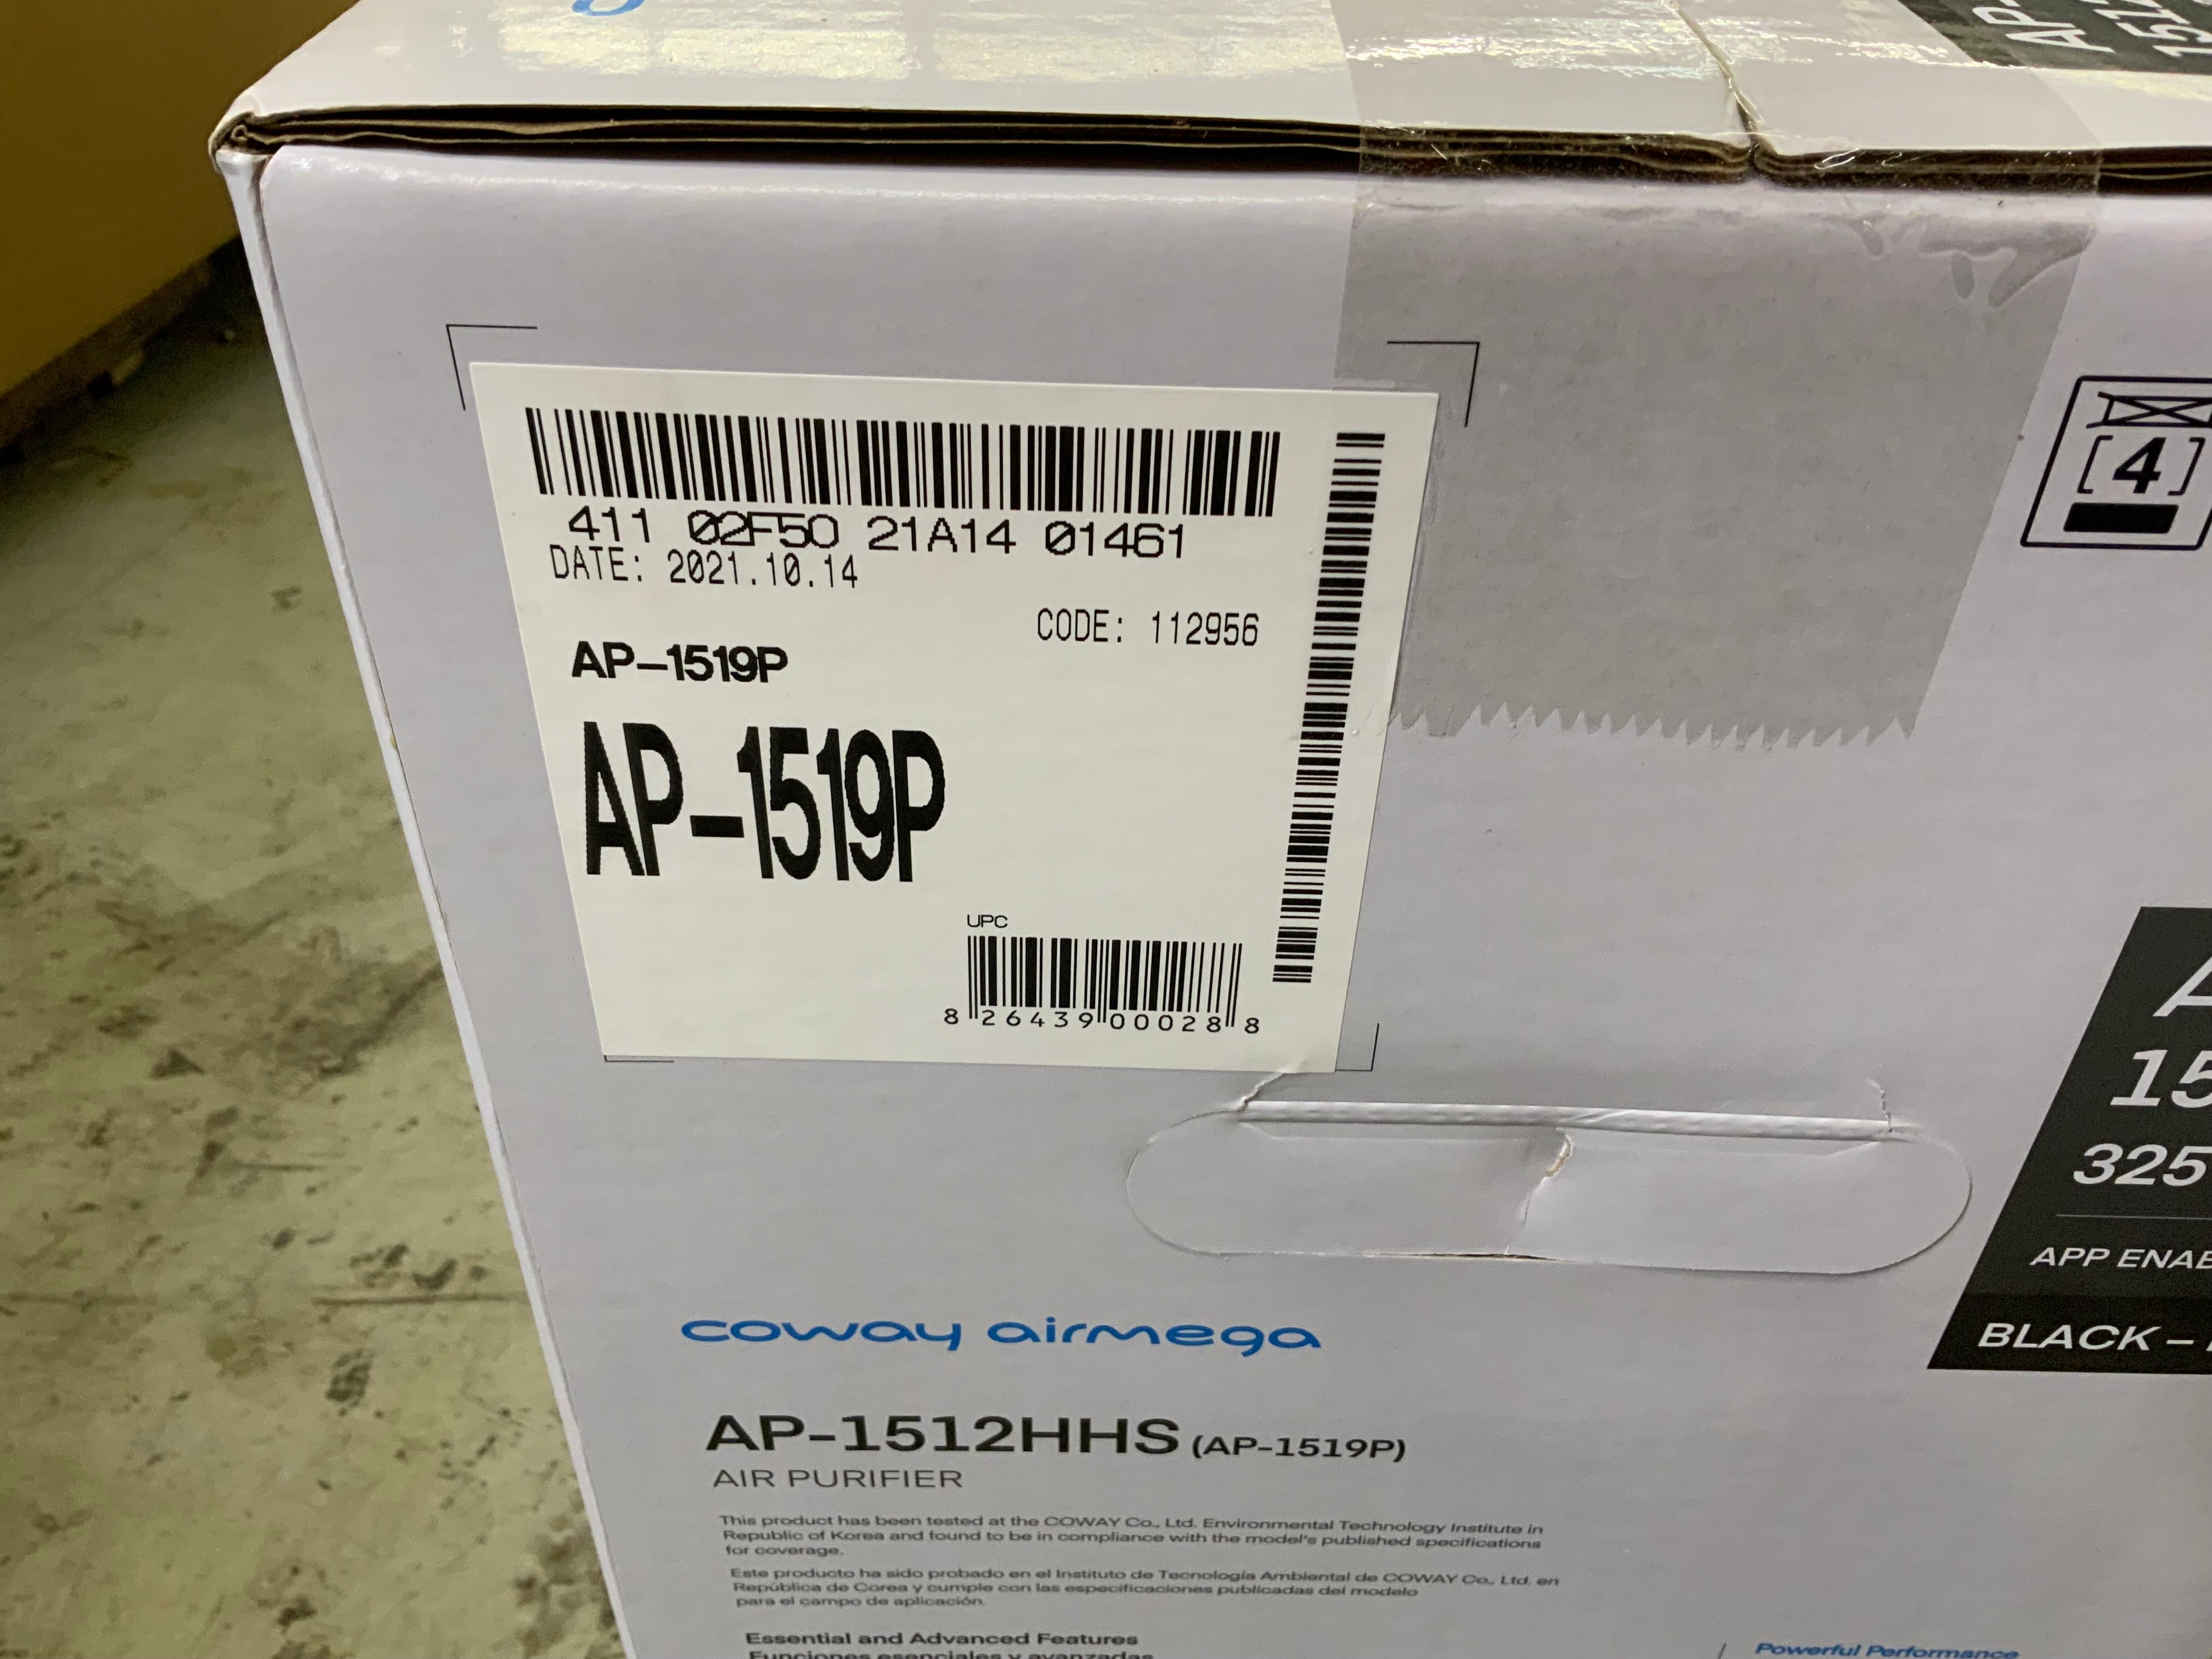 AP-
1512
411 02F50 21A14 01461
DATE: 2021.10.14
CODE: 112956
AP-1519P
AP-1519P
UPC
8 26439 00028 8
[4]
A
15
325
APP ENAB
BLACK –
coway airmega
AP-1512HHS (AP-1519P)
AIR PURIFIER
This product has been tested at the COWAY Co., Ltd. Environmental Technology Institute in
Republic of Korea and found to be in compliance with the model's published specifications
for coverage.
Este producto ha sido probado en el Instituto de Tecnología Ambiental de COWAY Co., Ltd. en
República de Corea y cumple con las especificaciones publicadas del modelo
para el campo de aplicación.
Essential and Advanced Features
Funciones esenciales y avanzadas
Powerful Performance